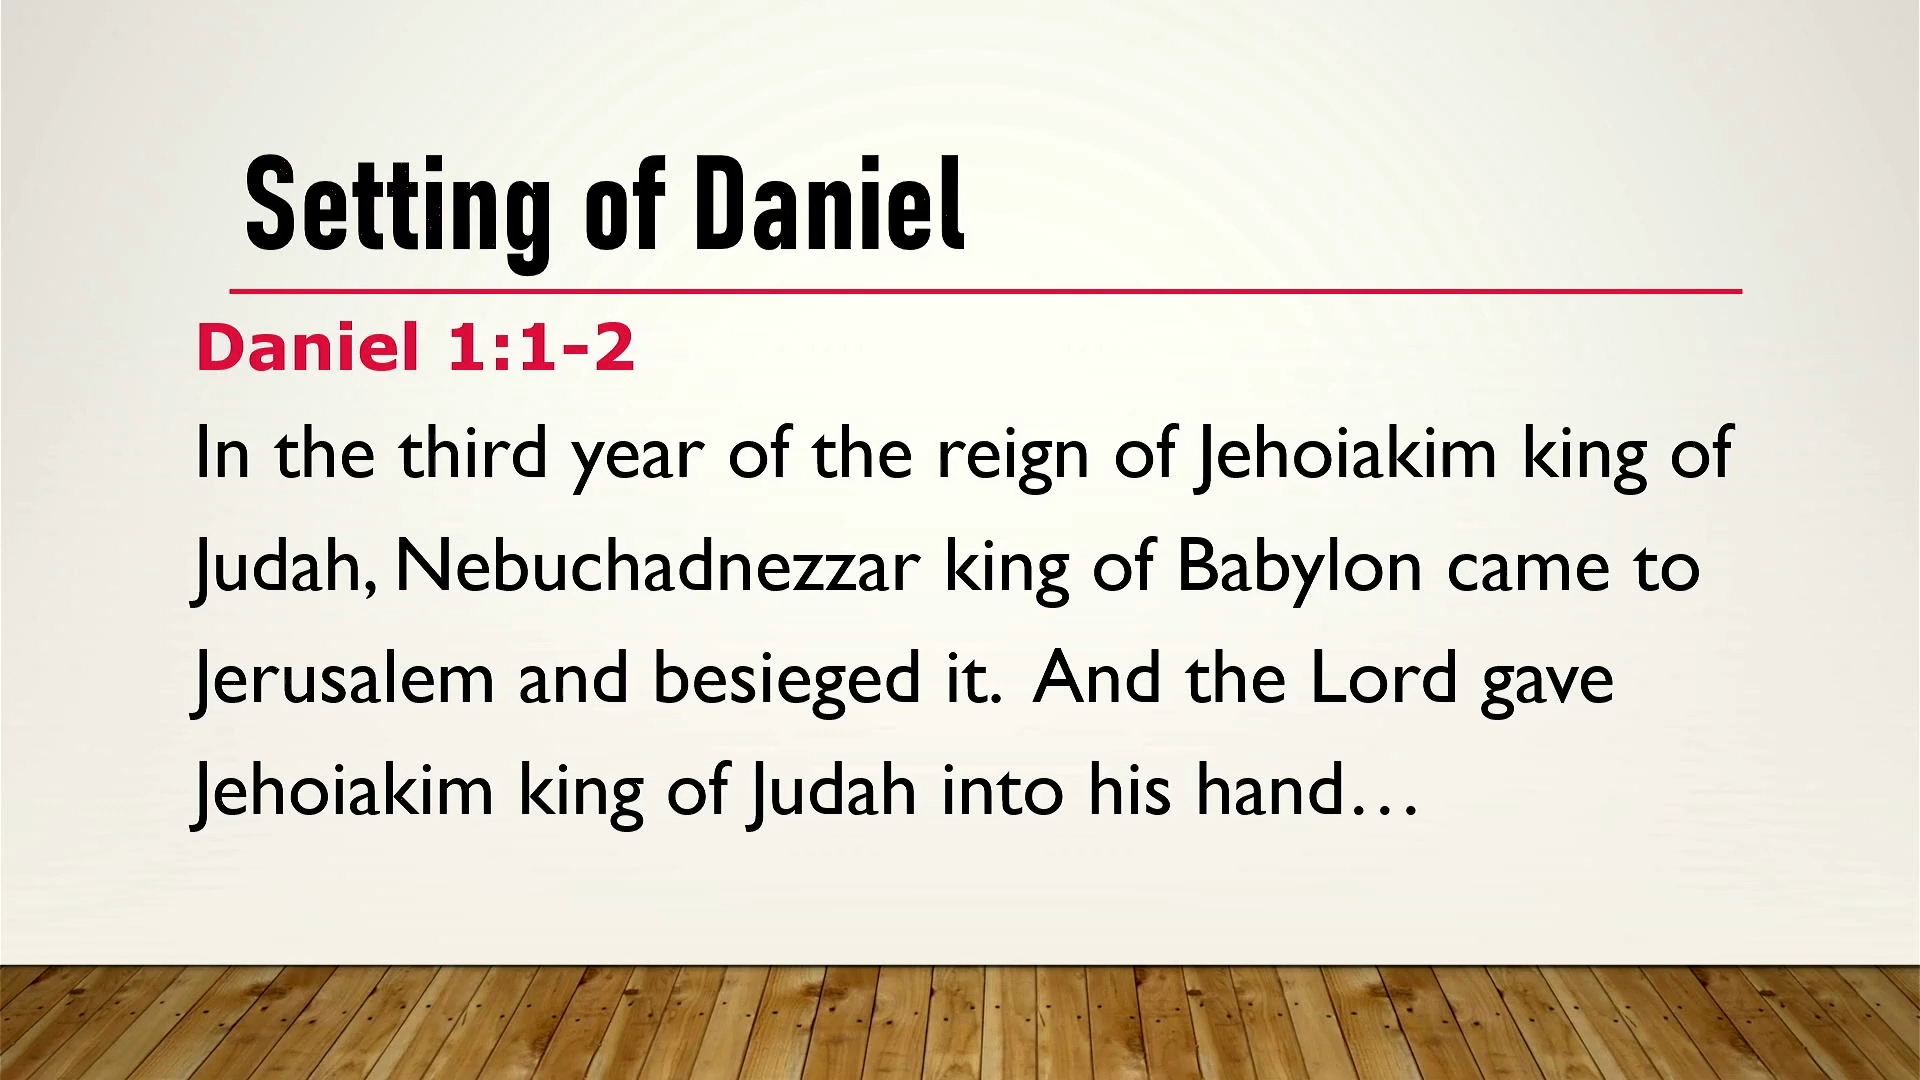 Setting of Daniel
Daniel 1:1-2
In the third year of the reign of Jehoiakim king of
Judah, Nebuchadnezzar king of Babylon came to
Jerusalem and besieged it.  And the Lord gave
Jehoiakim king of Judah into his hand…